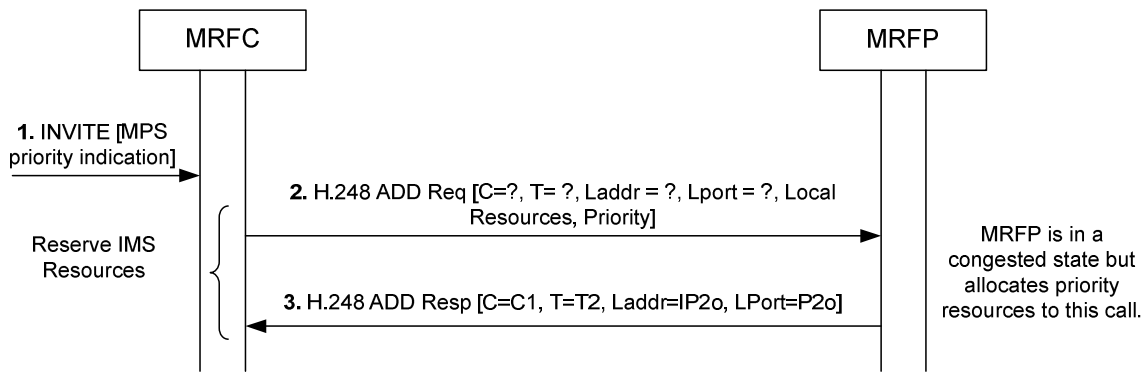 MRFC
MRFP
1. INVITE [MPS
priority indication]
2. H.248 ADD Req [C=?, T= ?, Laddr = ?, Lport = ?, Local
Resources, Priority]
Reserve IMS
Resources
MRFP is in a
congested state but
allocates priority
resources to this call.
3. H.248 ADD Resp [C=C1, T=T2, Laddr=IP2o, LPort=P2o]